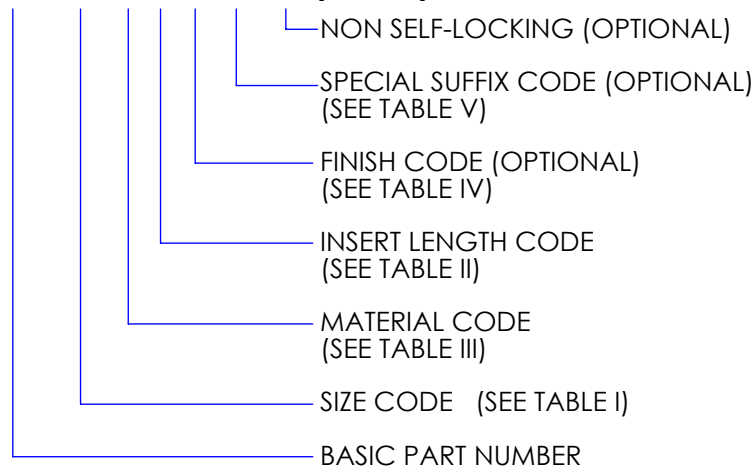 NON SELF-LOCKING (OPTIONAL)
SPECIAL SUFFIX CODE (OPTIONAL)
(SEE TABLE V)
FINISH CODE (OPTIONAL)
(SEE TABLE IV)
INSERT LENGTH CODE
(SEE TABLE II)
MATERIAL CODE
(SEE TABLE III)
SIZE CODE (SEE TABLE I)
BASIC PART NUMBER